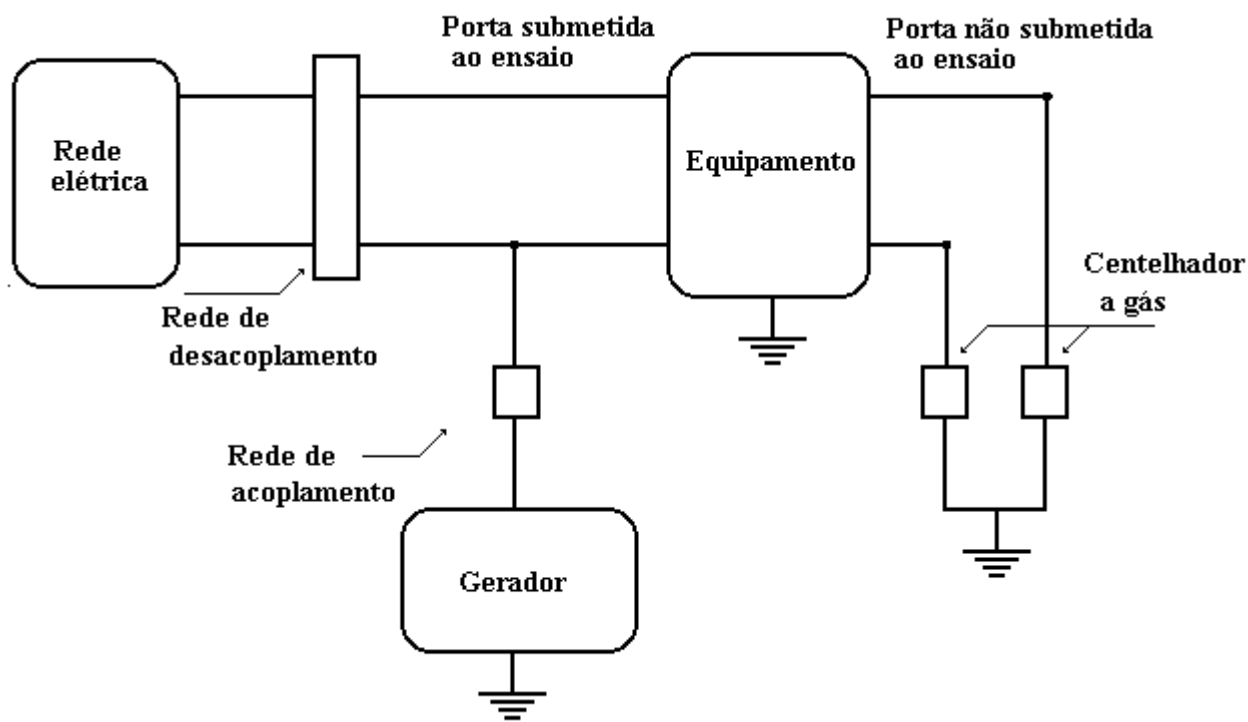 Porta submetida
ao ensaio
Porta não submetida
ao ensaio
Rede
elétrica
Equipamento
Centelhador
a gás
Rede de
desacoplamento
Rede de
acoplamento
Gerador